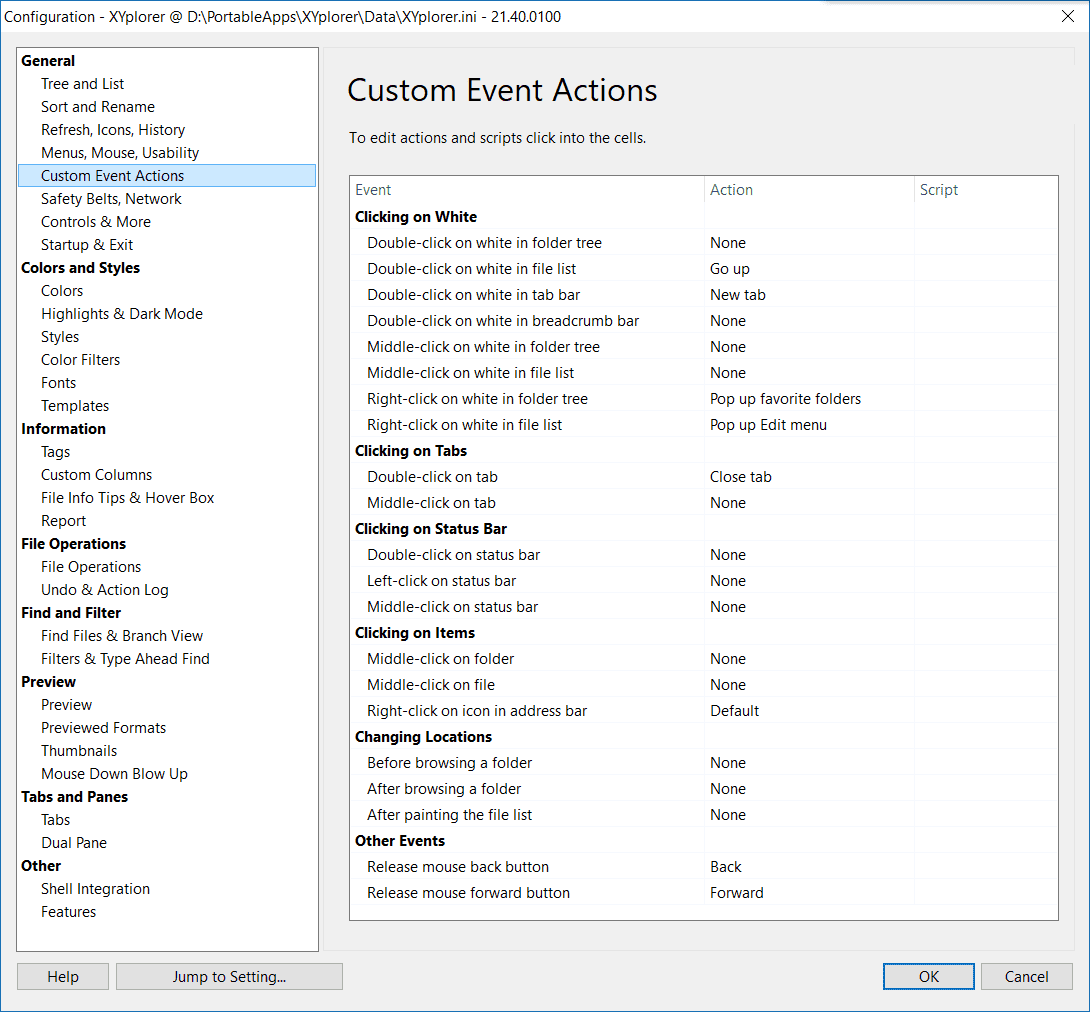 Configuration - XYplorer @ D:\PortableApps\XYplorer\Data\XYplorer.ini - 21.40.0100
General
Tree and List
Sort and Rename
Refresh, Icons, History
Menus, Mouse, Usability
Custom Event Actions
Safety Belts, Network
Controls & More
Startup & Exit
Colors and Styles
Colors
Highlights & Dark Mode
Styles
Color Filters
Fonts
Templates
Information
Tags
Custom Columns
File Info Tips & Hover Box
Report
File Operations
File Operations
Undo & Action Log
Find and Filter
Find Files & Branch View
Filters & Type Ahead Find
Preview
Preview
Previewed Formats
Thumbnails
Mouse Down Blow Up
Tabs and Panes
Tabs
Dual Pane
Other
Shell Integration
Features
Custom Event Actions
To edit actions and scripts click into the cells.
Event Action Script
Clicking on White
Double-click on white in folder tree None
Double-click on white in file list Go up
Double-click on white in tab bar New tab
Double-click on white in breadcrumb bar None
Middle-click on white in folder tree None
Middle-click on white in file list None
Right-click on white in folder tree Pop up favorite folders
Right-click on white in file list Pop up Edit menu
Clicking on Tabs
Double-click on tab Close tab
Middle-click on tab None
Clicking on Status Bar
Double-click on status bar None
Left-click on status bar None
Middle-click on status bar None
Clicking on Items
Middle-click on folder None
Middle-click on file None
Right-click on icon in address bar Default
Changing Locations
Before browsing a folder None
After browsing a folder None
After painting the file list None
Other Events
Release mouse back button Back
Release mouse forward button Forward
Help Jump to Setting... OK Cancel